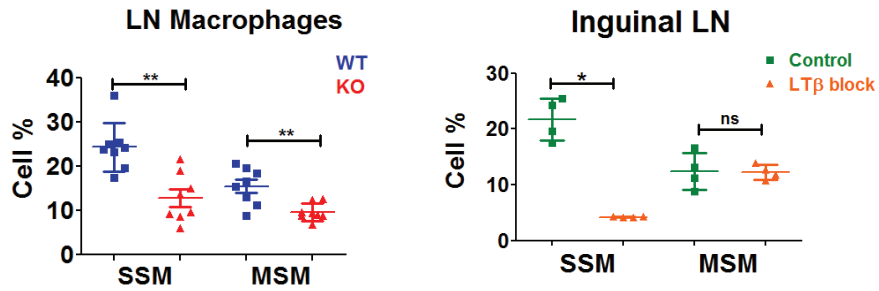 LN Macrophages
WT
KO
**
**
Cell %
40
30
20
10
0
SSM
MSM
Inguinal LN
Control
LTβ block
*
ns
Cell %
30
20
10
0
SSM
MSM